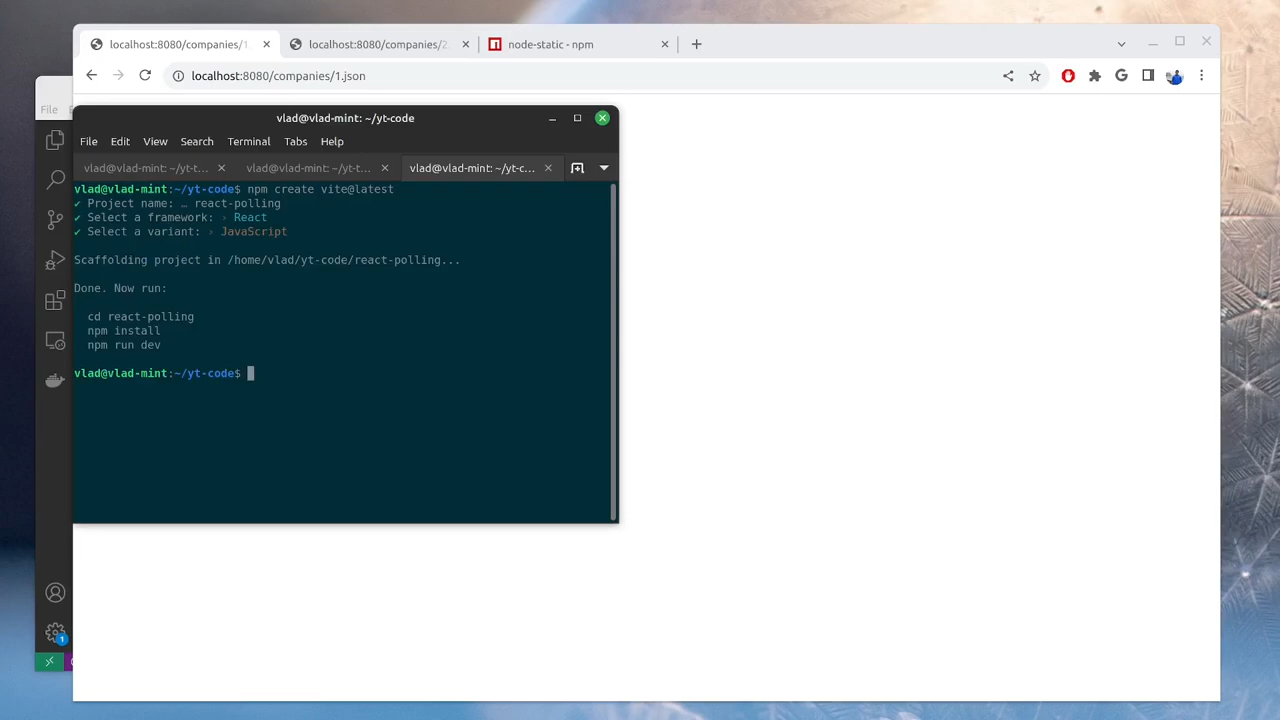 localhost:8080/companies/1.
localhost:8080/companies/2.
node-static - npm
localhost:8080/companies/1.json
File
vlad@vlad-mint: ~/yt-code
File Edit View Search Terminal Tabs Help
vlad@vlad-mint: ~/yt-t...
vlad@vlad-mint: ~/yt-t...
vlad@vlad-mint: ~/yt-c...
vlad@vlad-mint:~/yt-code$ npm create vite@latest
✔ Project name: … react-polling
✔ Select a framework: › React
✔ Select a variant: › JavaScript
Scaffolding project in /home/vlad/yt-code/react-polling...
Done. Now run:
cd react-polling
npm install
npm run dev
vlad@vlad-mint:~/yt-code$
1